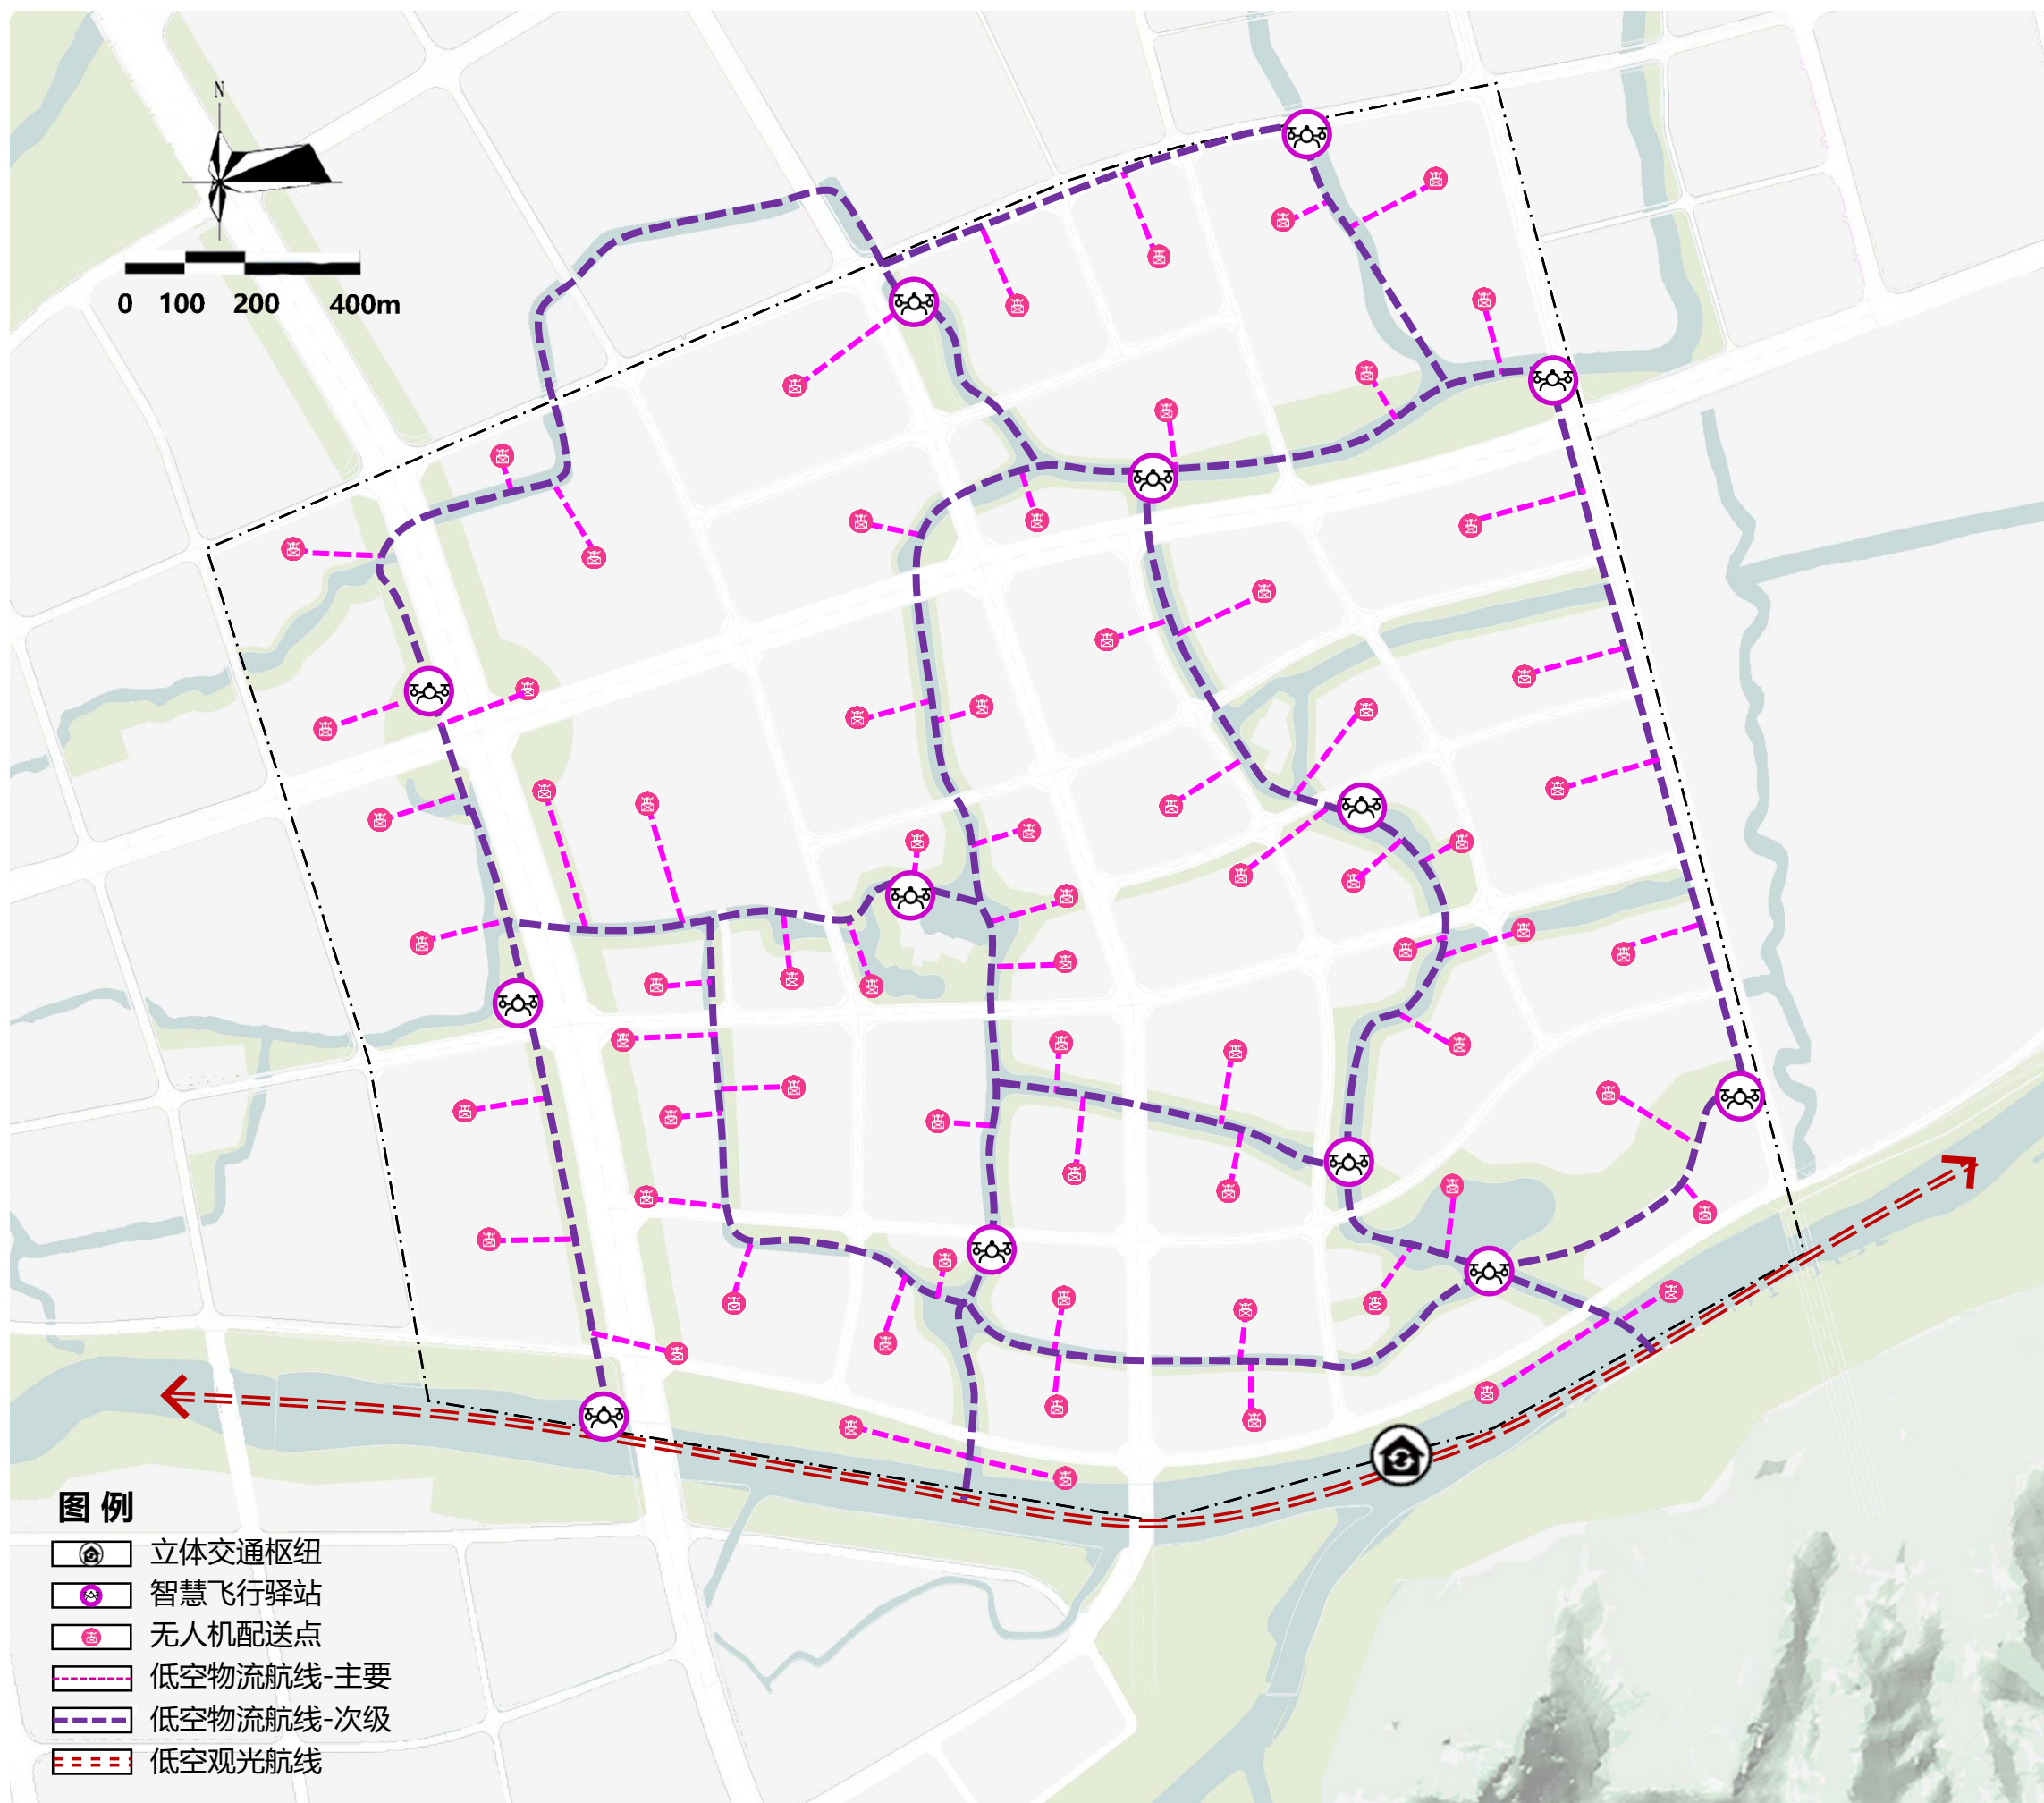 N
0 100 200 400m
图 例
立体交通枢纽
智慧飞行驿站
无人机配送点
低空物流航线-主要
低空物流航线-次级
低空观光航线